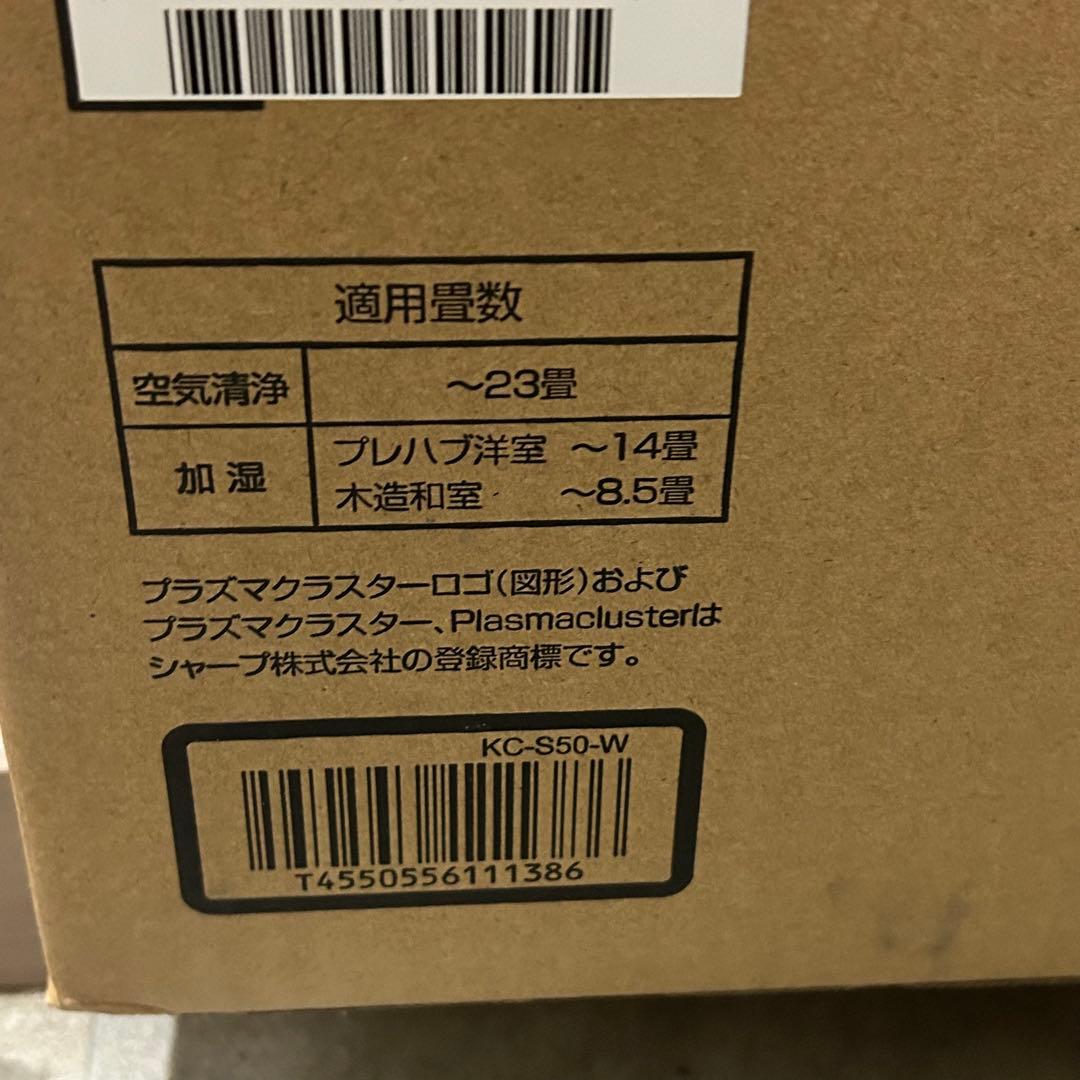 適用畳数
空気清浄 ～23畳
加湿 プレハブ洋室 ～14畳
木造和室 ～8.5畳
プラズマクラスターロゴ(図形)および
プラズマクラスター、Plasmaclusterは
シャープ株式会社の登録商標です。
KC-S50-W
T4550556111386